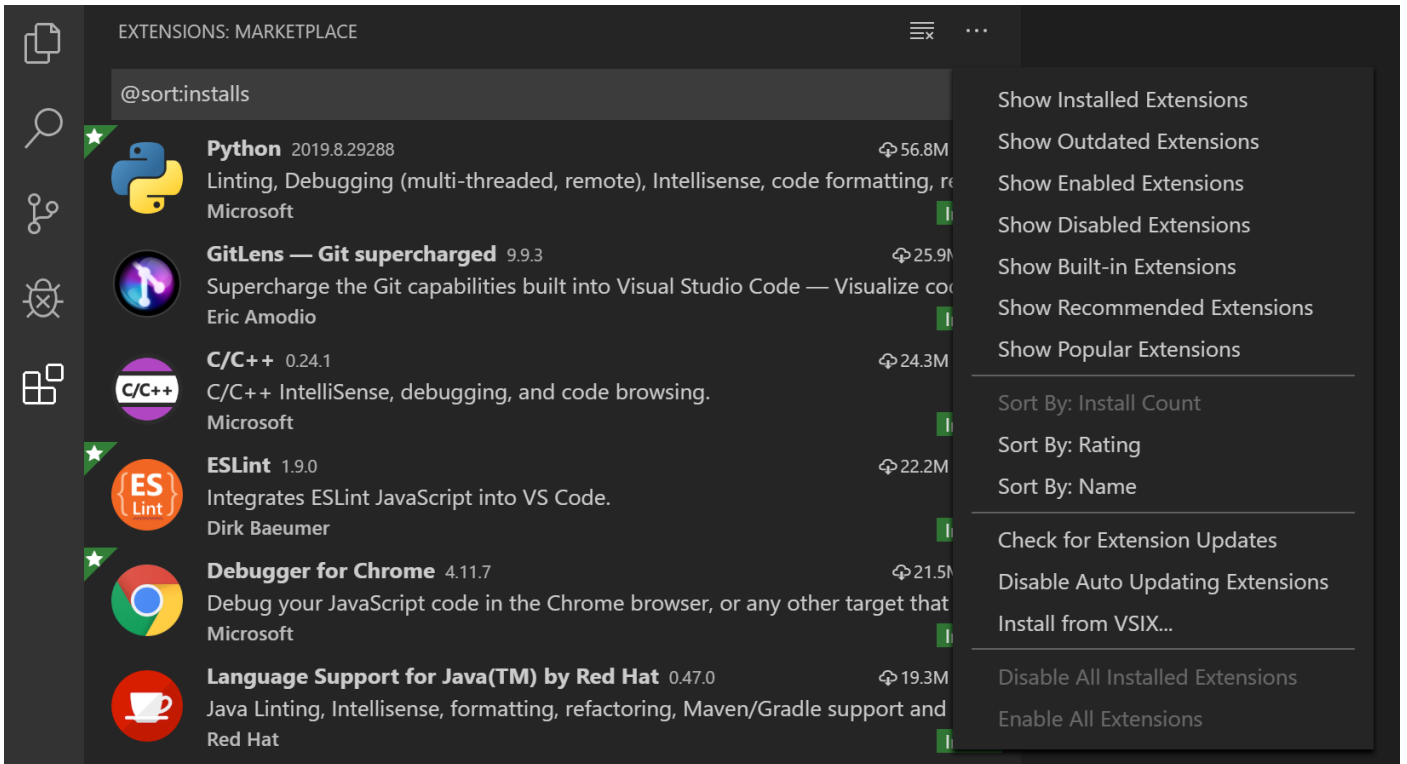 EXTENSIONS: MARKETPLACE
@sort:installs
Python 2019.8.29288 56.8M
Linting, Debugging (multi-threaded, remote), Intellisense, code formatting,
Microsoft
GitLens — Git supercharged 9.9.3 25.9M
Supercharge the Git capabilities built into Visual Studio Code — Visualize
Eric Amodio
C/C++
C/C++ 0.24.1 24.3M
C/C++ IntelliSense, debugging, and code browsing.
Microsoft
ES
Lint
ESLint 1.9.0 22.2M
Integrates ESLint JavaScript into VS Code.
Dirk Baeumer
Debugger for Chrome 4.11.7 21.5M
Debug your JavaScript code in the Chrome browser, or any other target that
Microsoft
Language Support for Java(TM) by Red Hat 0.47.0 19.3M
Java Linting, Intellisense, formatting, refactoring, Maven/Gradle support and
Red Hat
Show Installed Extensions
Show Outdated Extensions
Show Enabled Extensions
Show Disabled Extensions
Show Built-in Extensions
Show Recommended Extensions
Show Popular Extensions
Sort By: Install Count
Sort By: Rating
Sort By: Name
Check for Extension Updates
Disable Auto Updating Extensions
Install from VSIX...
Disable All Installed Extensions
Enable All Extensions